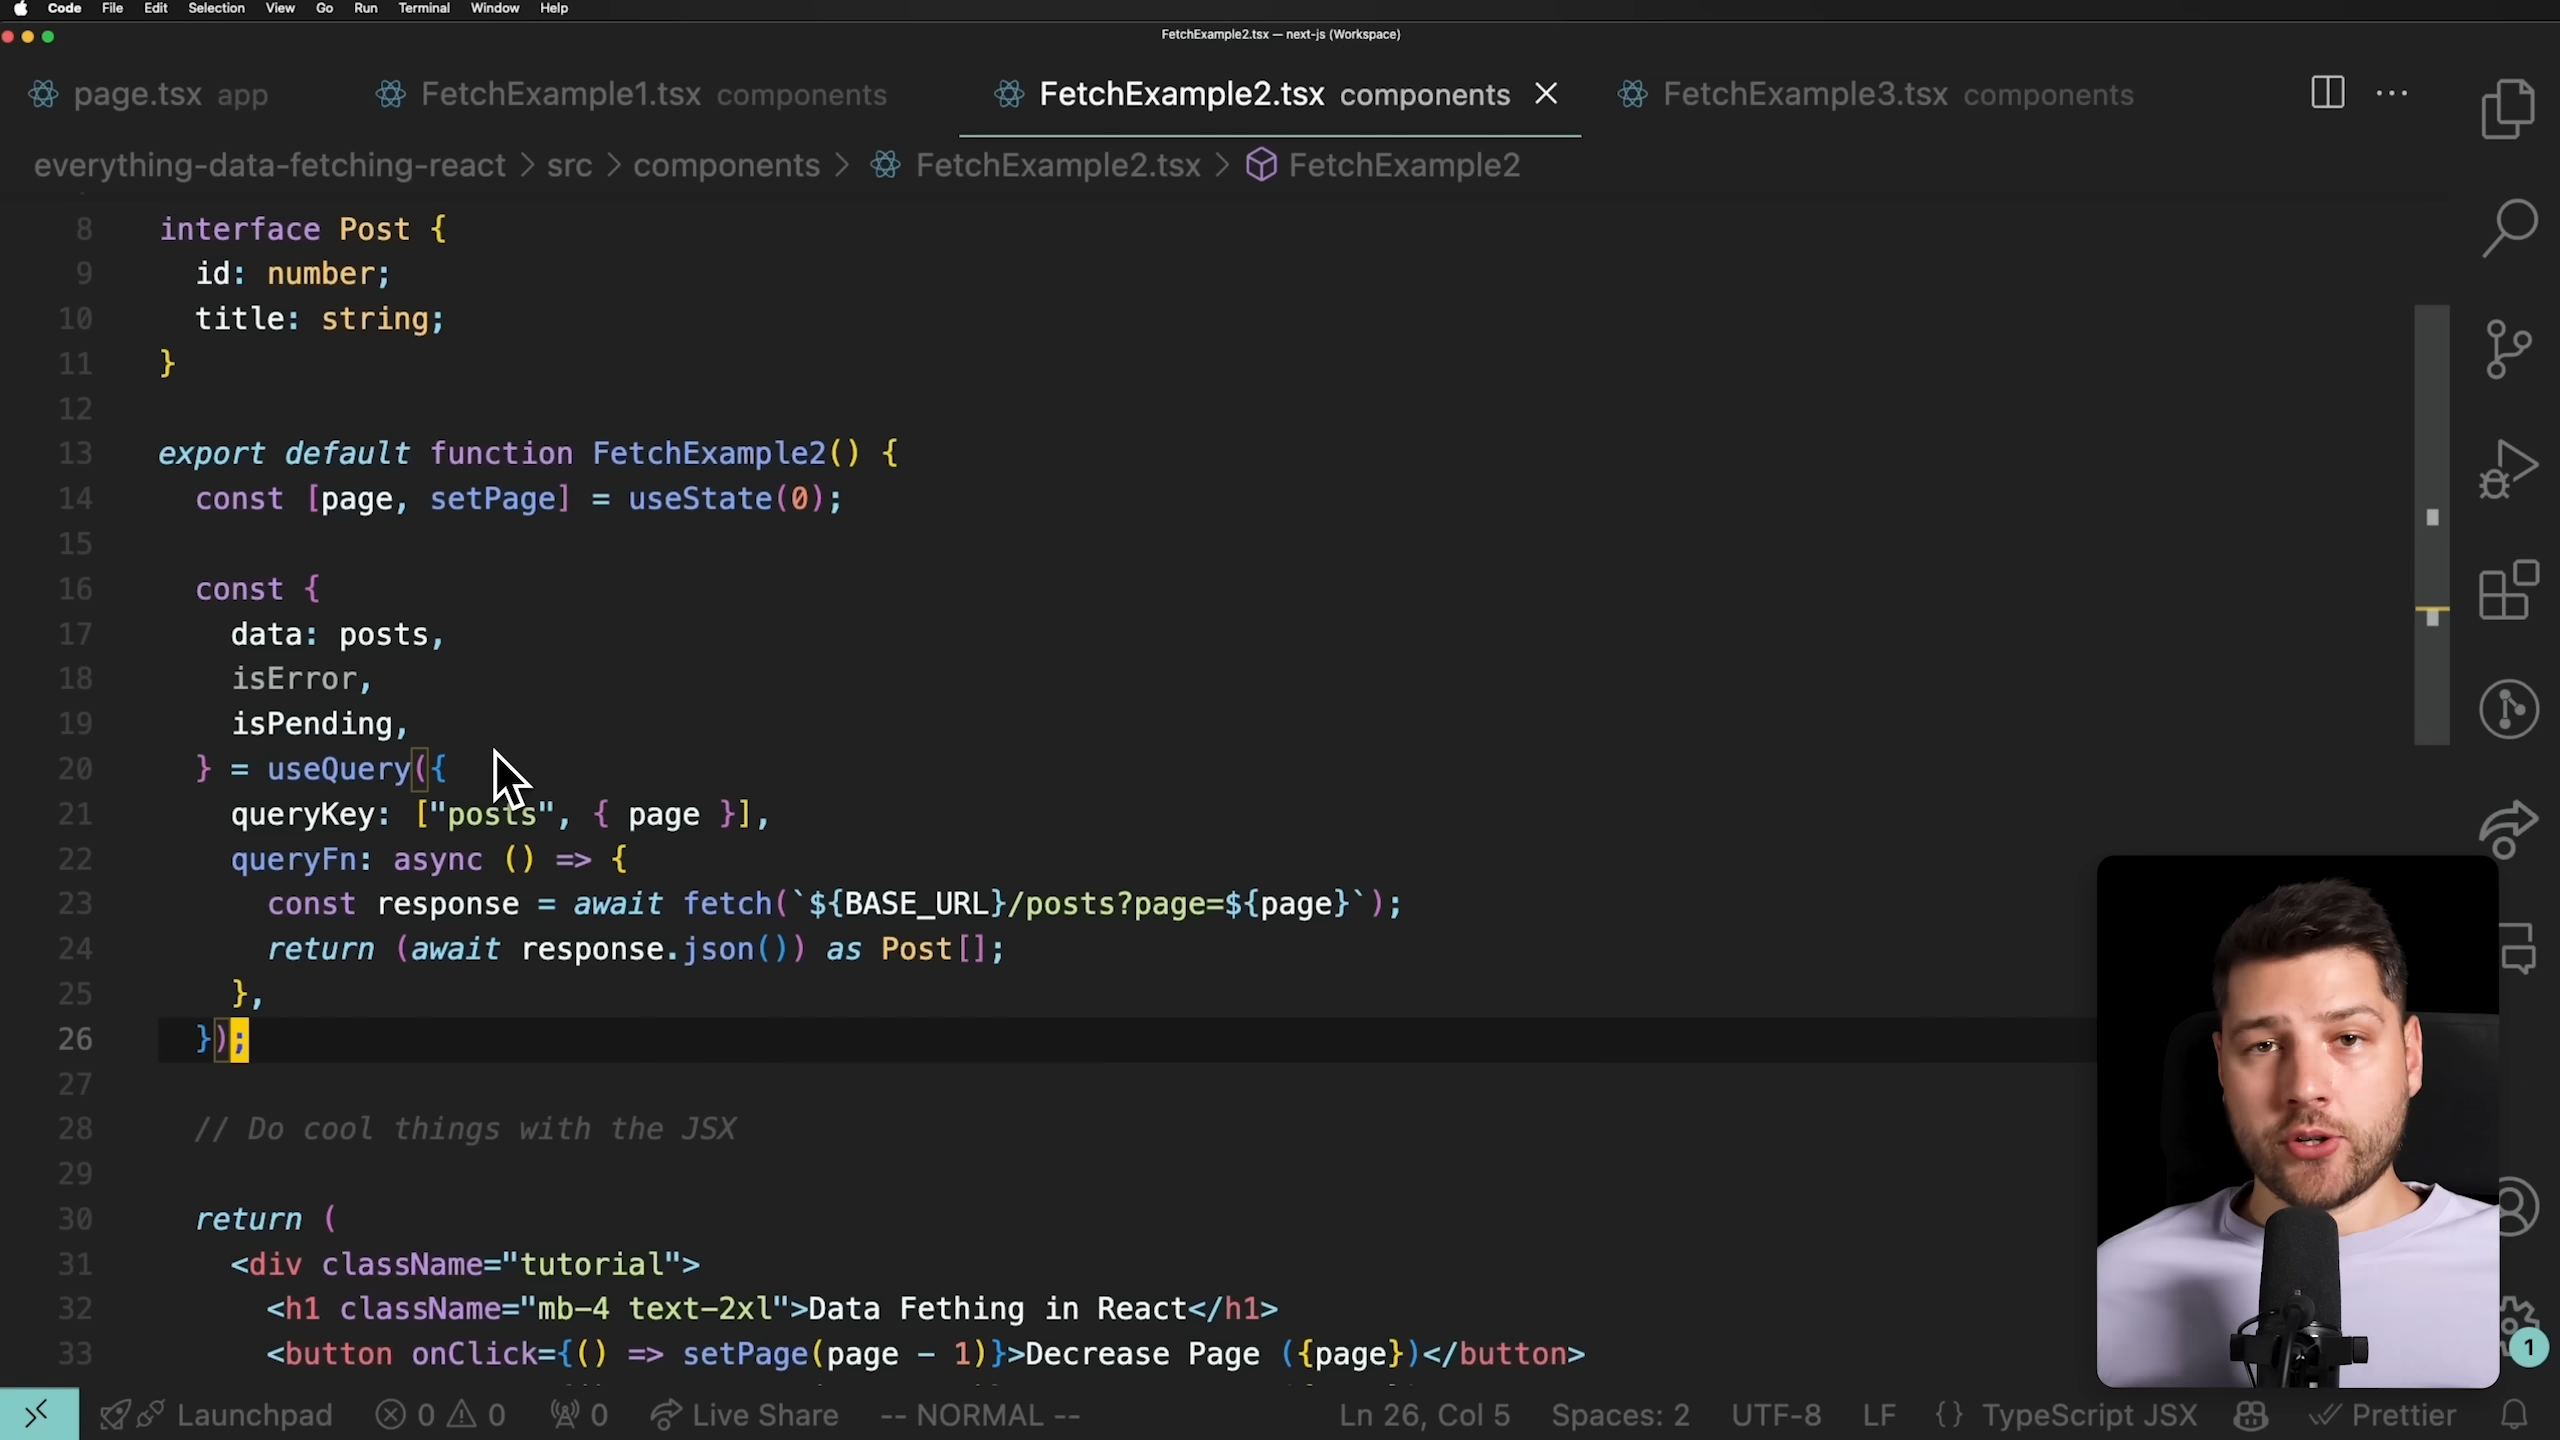 Code File Edit Selection View Go Run Terminal Window Help
FetchExample2.tsx — next-js (Workspace)
page.tsx app FetchExample1.tsx components FetchExample2.tsx components FetchExample3.tsx components
everything-data-fetching-react > src > components > FetchExample2.tsx > FetchExample2
8 interface Post {
9 id: number;
10 title: string;
11 }
12
13 export default function FetchExample2() {
14 const [page, setPage] = useState(0);
15
16 const {
17 data: posts,
18 isError,
19 isPending,
20 } = useQuery({
21 queryKey: ["posts", { page }],
22 queryFn: async () => {
23 const response = await fetch(`${BASE_URL}/posts?page=${page}`);
24 return (await response.json()) as Post[];
25 },
26 });
27
28 // Do cool things with the JSX
29
30 return (
31 <div className="tutorial">
32 <h1 className="mb-4 text-2xl">Data Fething in React</h1>
33 <button onClick={() => setPage(page - 1)}>Decrease Page ({page})</button>
1
Launchpad 0 0 0 Live Share -- NORMAL -- Ln 26, Col 5 Spaces: 2 UTF-8 LF {} TypeScript JSX Prettier